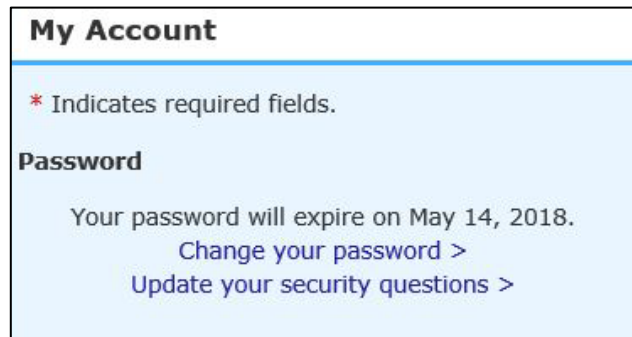 My Account
* Indicates required fields.
Password
Your password will expire on May 14, 2018.
Change your password >
Update your security questions >